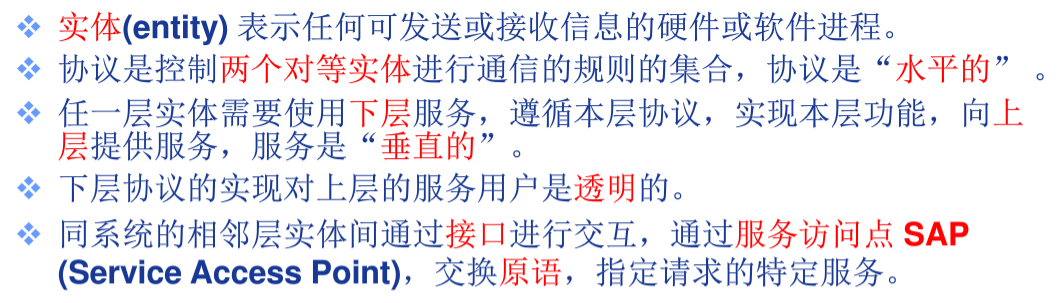 ❖ 实体(entity) 表示任何可发送或接收信息的硬件或软件进程。
❖ 协议是控制两个对等实体进行通信的规则的集合，协议是“水平的” 。
❖ 任一层实体需要使用下层服务，遵循本层协议，实现本层功能，向上
层提供服务，服务是“垂直的”。
❖ 下层协议的实现对上层的服务用户是透明的。
❖ 同系统的相邻层实体间通过接口进行交互，通过服务访问点 SAP
(Service Access Point)，交换原语，指定请求的特定服务。